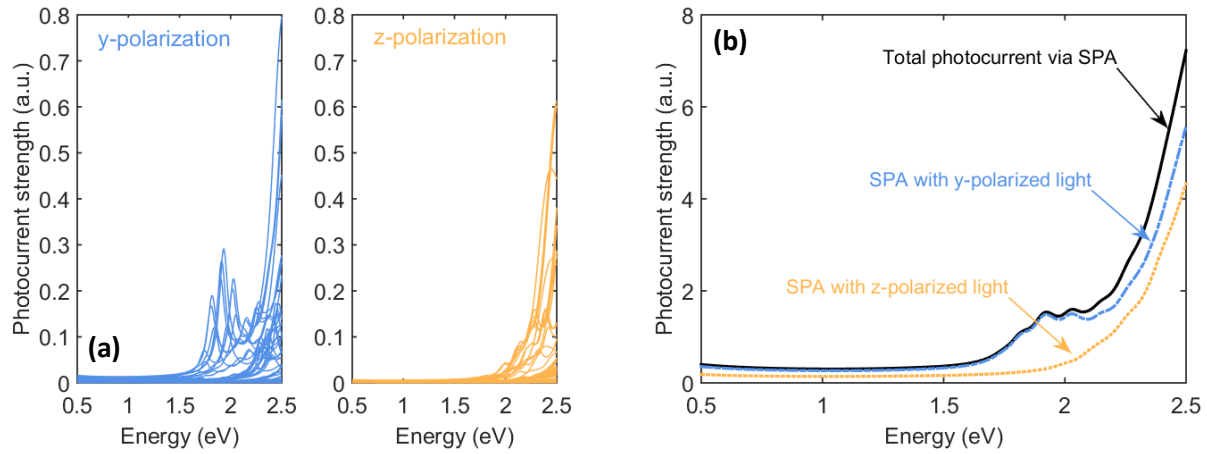 y-polarization
0.8
0.7
0.6
0.5
0.4
0.3
0.2
0.1
0
Photocurrent strength (a.u.)
(a)
0.5 1 1.5 2 2.5
Energy (eV)
z-polarization
0.8
0.7
0.6
0.5
0.4
0.3
0.2
0.1
0
Photocurrent strength (a.u.)
0.5 1 1.5 2 2.5
Energy (eV)
(b)
8
6
4
2
0
Photocurrent strength (a.u.)
Total photocurrent via SPA
SPA with y-polarized light
SPA with z-polarized light
0.5 1 1.5 2 2.5
Energy (eV)